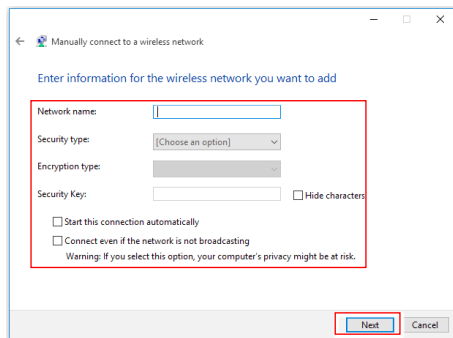 Manually connect to a wireless network
Enter information for the wireless network you want to add
Network name:
Security type: [Choose an option]
Encryption type:
Security Key: Hide characters
Start this connection automatically
Connect even if the network is not broadcasting
Warning: If you select this option, your computer's privacy might be at risk.
Next Cancel